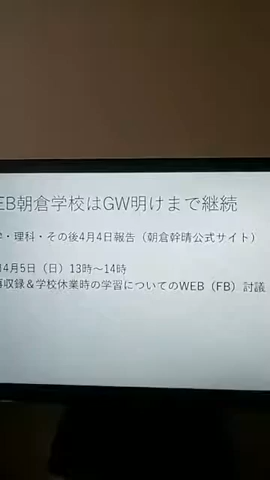 EB朝倉学校はGW明けまで継続
・理科・その後4月4日報告（朝倉幹晴公式サイト）
4月5日（日）13時～14時
収録＆学校休業時の学習についてのWEB（FB）討議